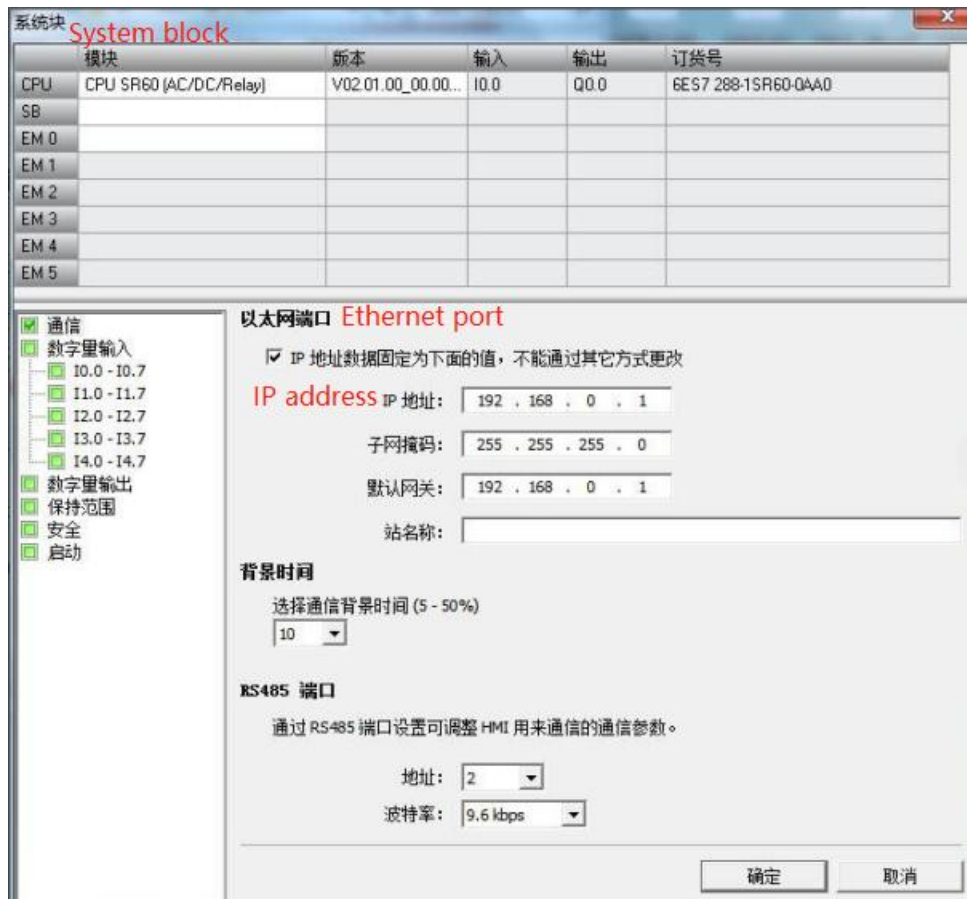 系统块 System block
模块 版本 输入 输出 订货号
CPU CPU SR60 (AC/DC/Relay) V02.01.00_00.00... I0.0 Q0.0 6ES7 288-1SR60-0AA0
SB
EM 0
EM 1
EM 2
EM 3
EM 4
EM 5
通信
数字量输入
I0.0 - I0.7
I1.0 - I1.7
I2.0 - I2.7
I3.0 - I3.7
I4.0 - I4.7
数字量输出
保持范围
安全
启动
以太网端口 Ethernet port
IP 地址数据固定为下面的值，不能通过其它方式更改
IP address IP 地址： 192 . 168 . 0 . 1
子网掩码： 255 . 255 . 255 . 0
默认网关： 192 . 168 . 0 . 1
站名称：
背景时间
选择通信背景时间 (5 - 50%)
10
RS485 端口
通过 RS485 端口设置可调整 HMI 用来通信的通信参数。
地址： 2
波特率： 9.6 kbps
确定 取消